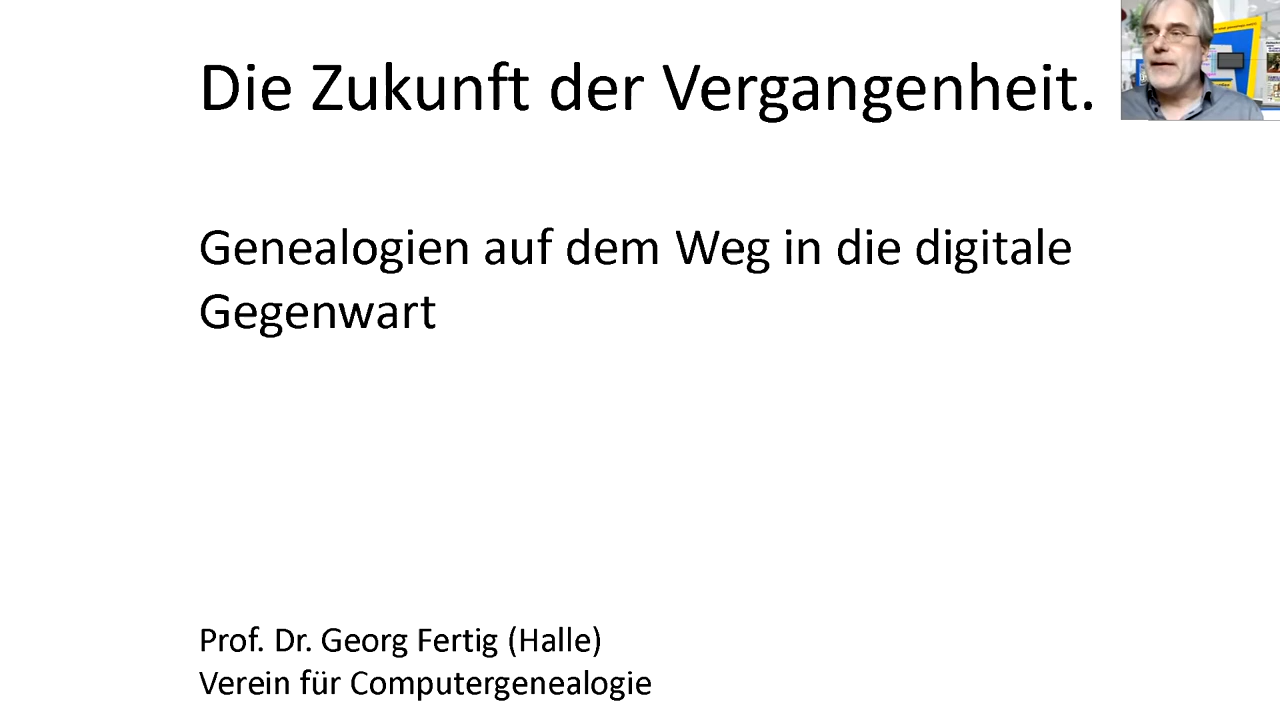 Die Zukunft der Vergangenheit.
Genealogien auf dem Weg in die digitale
Gegenwart
Prof. Dr. Georg Fertig (Halle)
Verein für Computergenealogie